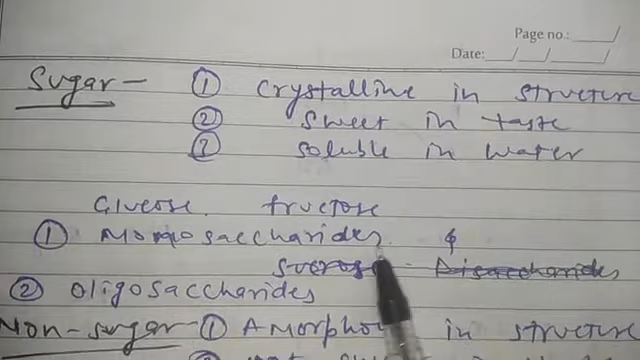 Page no.:
Date:
Sugar - ① Crystalline in structure
② Sweet in taste
③ Soluble in water
Glucose. fructose
① Monosaccharides.
Sucrose - Disaccharides
② Oligosaccharides
Non-sugar - ① Amorphou in structure